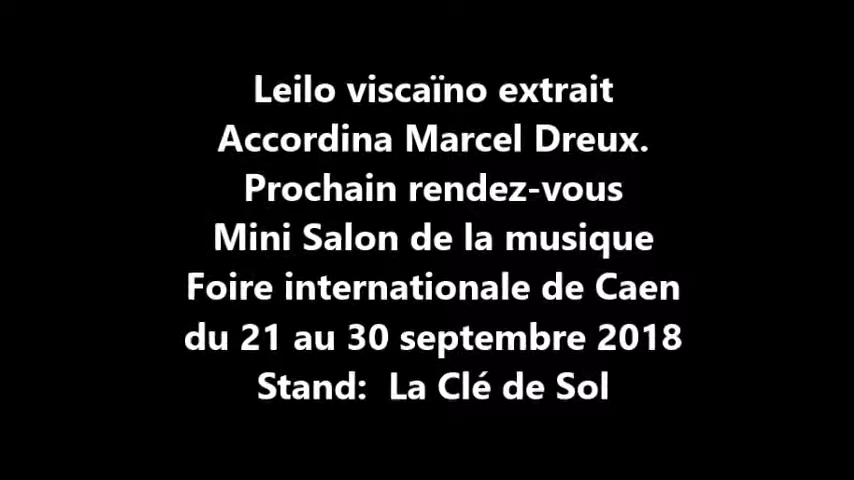 Leilo viscaïno extrait
Accordina Marcel Dreux.
Prochain rendez-vous
Mini Salon de la musique
Foire internationale de Caen
du 21 au 30 septembre 2018
Stand:  La Clé de Sol